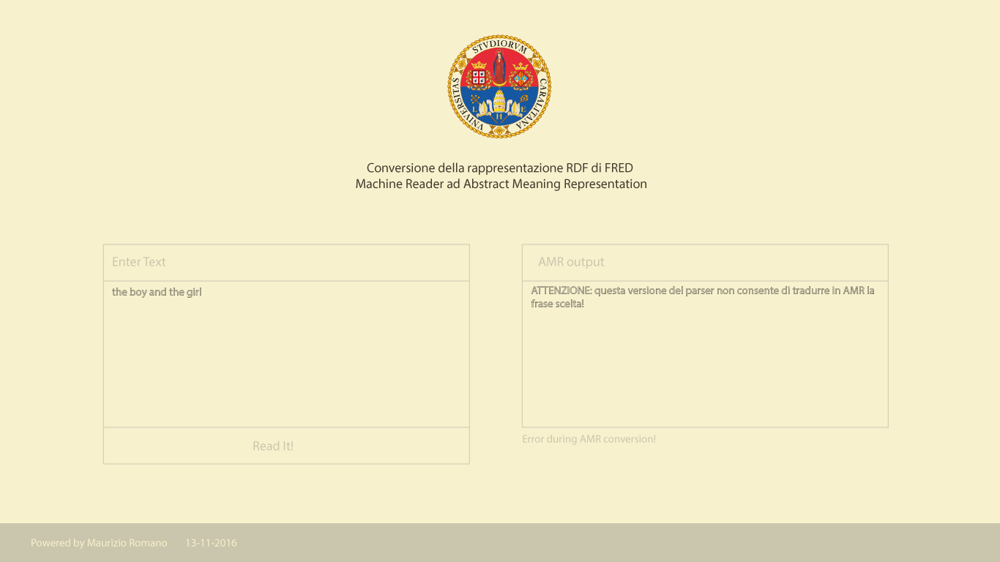 STVDIORVM
VNIVERSITAS
CARALITANA
L H E
Conversione della rappresentazione RDF di FRED
Machine Reader ad Abstract Meaning Representation
Enter Text
AMR output
the boy and the girl
ATTENZIONE: questa versione del parser non consente di tradurre in AMR la
frase scelta!
Read It!
Error during AMR conversion!
Powered by Maurizio Romano 13-11-2016